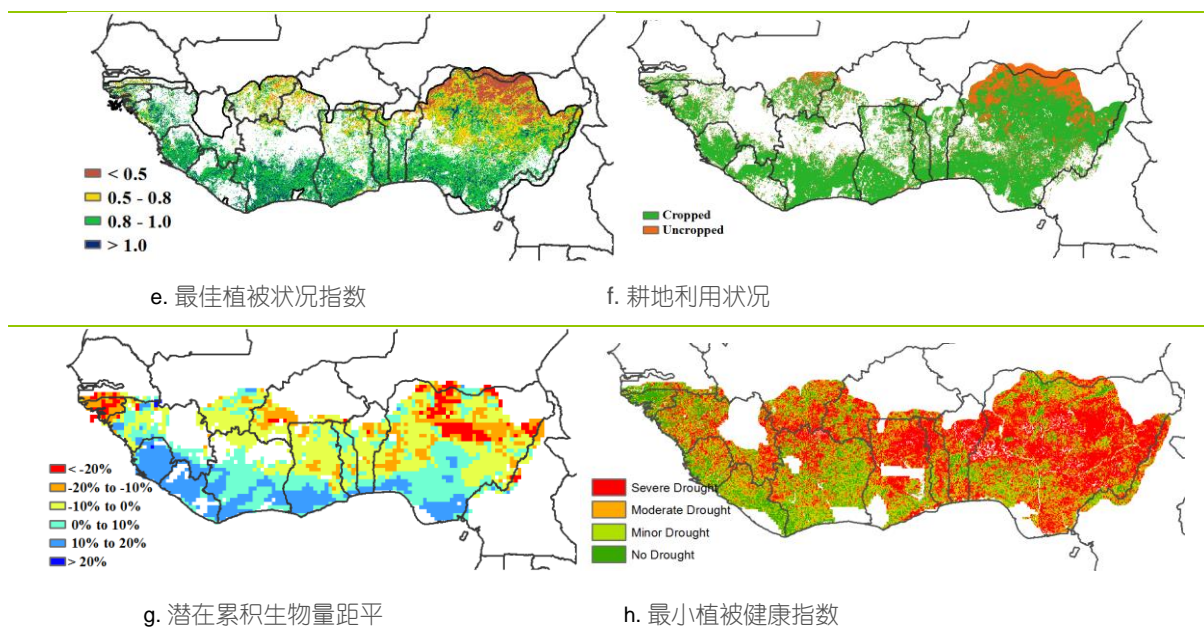 < 0.5
0.5 - 0.8
0.8 - 1.0
> 1.0
Cropped
Uncropped
e. 最佳植被状况指数
f. 耕地利用状况
< -20%
-20% to -10%
-10% to 0%
0% to 10%
10% to 20%
> 20%
Severe Drought
Moderate Drought
Minor Drought
No Drought
g. 潜在累积生物量距平
h. 最小植被健康指数